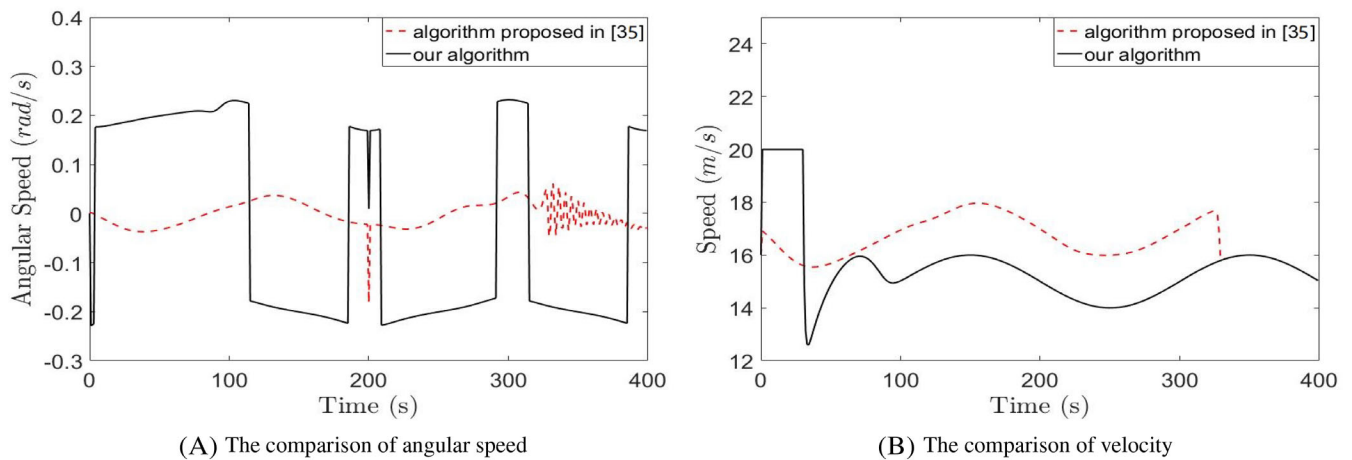 0.4
0.3
0.2
0.1
0
-0.1
-0.2
-0.3
Angular Speed (rad/s)
0
100
200
300
400
Time (s)
algorithm proposed in [35]
our algorithm
(A) The comparison of angular speed
24
22
20
18
16
14
12
Speed (m/s)
0
100
200
300
400
Time (s)
algorithm proposed in [35]
our algorithm
(B) The comparison of velocity